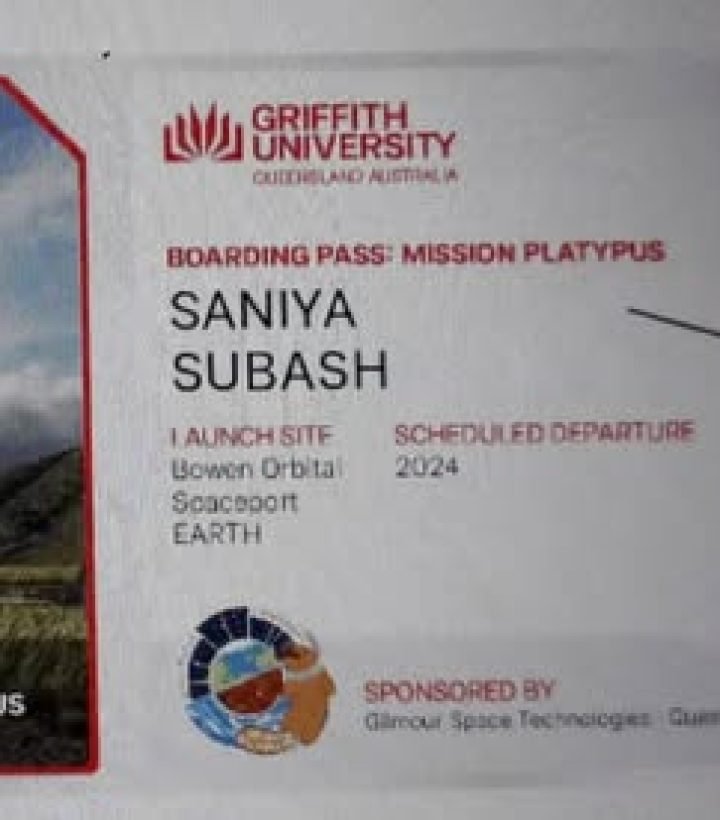 GRIFFITH
UNIVERSITY
QUEENSLAND AUSTRALIA
BOARDING PASS: MISSION PLATYPUS
SANIYA
SUBASH
LAUNCH SITE
SCHEDULED DEPARTURE
Bowen Orbital
2024
Spaceport
EARTH
US
SPONSORED BY
Gilmour Space Technologies